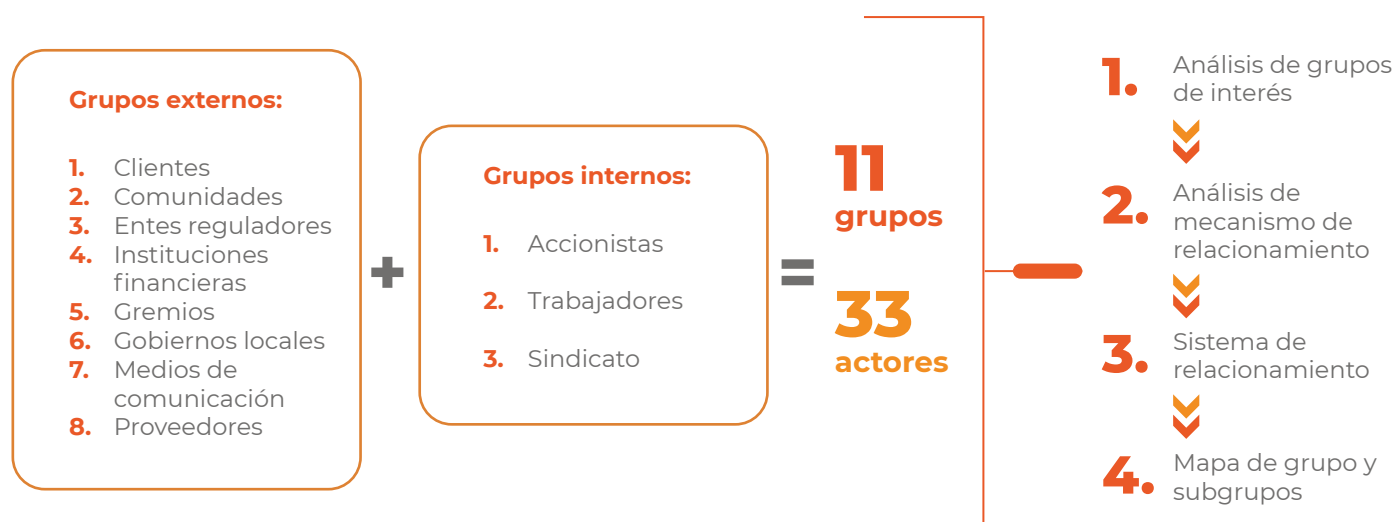 Grupos externos:
1. Clientes
2. Comunidades
3. Entes reguladores
4. Instituciones
financieras
5. Gremios
6. Gobiernos locales
7. Medios de
comunicación
8. Proveedores
+
Grupos internos:
1. Accionistas
2. Trabajadores
3. Sindicato
=
11
grupos
33
actores
1. Análisis de grupos
de interés
2. Análisis de
mecanismo de
relacionamiento
3. Sistema de
relacionamiento
4. Mapa de grupo y
subgrupos